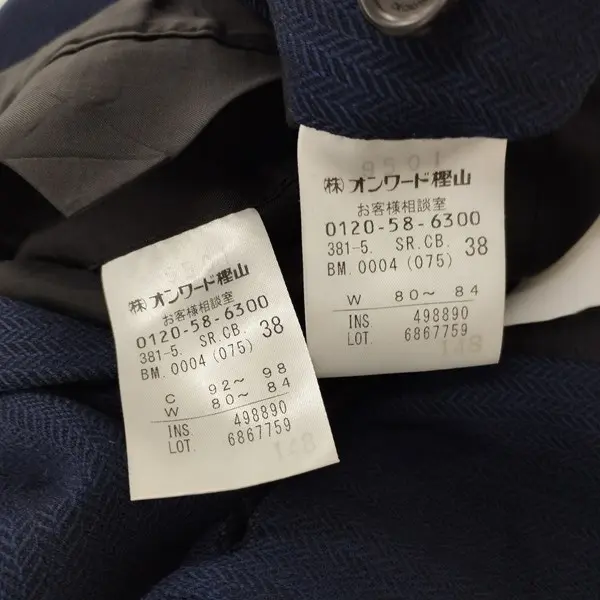 (株)オンワード樫山
お客様相談室
0120-58-6300
381-5. SR.CB. 38
BM.0004(075)
C 92～ 98
W 80～ 84
INS. 498890
LOT. 6867759
148
(株)オンワード樫山
お客様相談室
0120-58-6300
381-5. SR.CB. 38
BM.0004(075)
W 80～ 84
INS 498890
LOT. 6867759
148